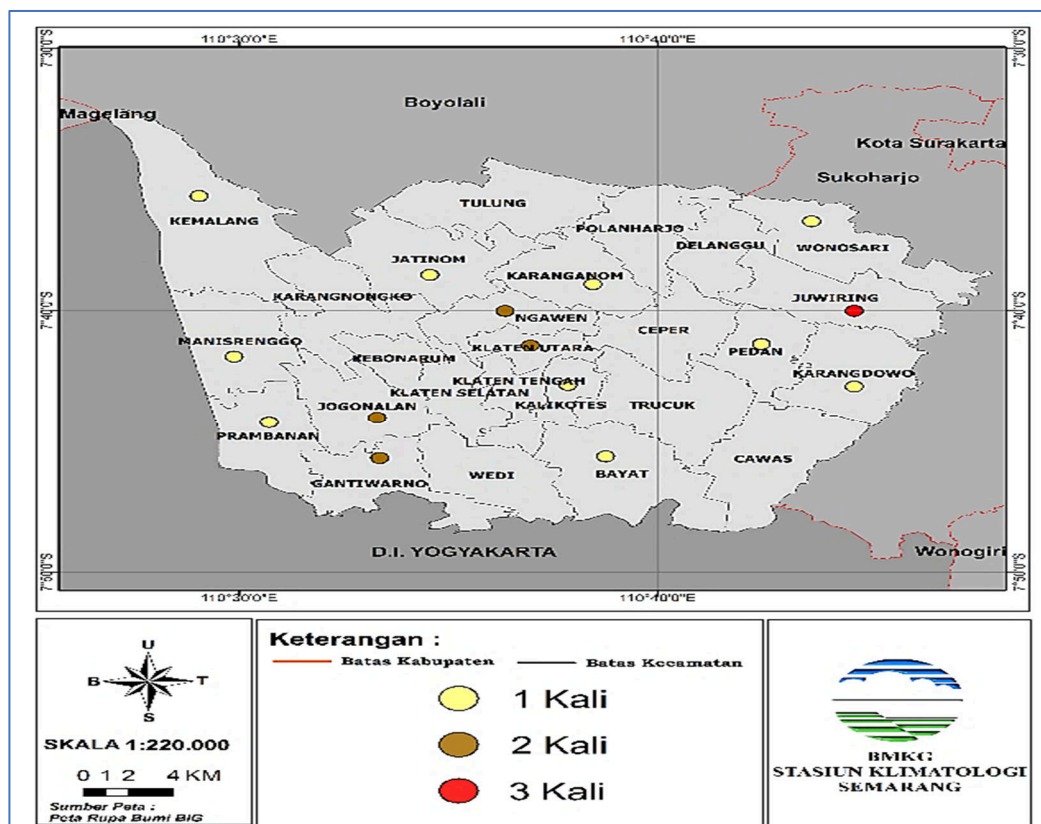 110°30'0"E 110°40'0"E
7°30'0"S 7°30'0"S
Magelang Boyolali
Kota Surakarta
Sukoharjo
TULUNG
KEMALANG POLANHARJO
DELANGGU WONOSARI
JATINOM KARANGANOM
KARANGNONGKO JUWIRING
7°40'0"S NGAWEN 7°40'0"S
CEPER
MANISRENGGO KLATEN UTARA PEDAN
KEBONARUM
KLATEN TENGAH KARANGDOWO
KLATEN SELATAN
JOGONALAN KALIKOTES TRUCUK
PRAMBANAN
CAWAS
GANTIWARNO WEDI BAYAT
D.I. YOGYAKARTA Wonogiri
7°50'0"S 7°50'0"S
110°30'0"E 110°40'0"E
U
B T
S
SKALA 1:220.000
0 1 2 4 KM
Sumber Peta :
Peta Rupa Bumi BIG
Keterangan :
Batas Kabupaten Batas Kecamatan
1 Kali
2 Kali
3 Kali
BMKG
STASIUN KLIMATOLOGI
SEMARANG